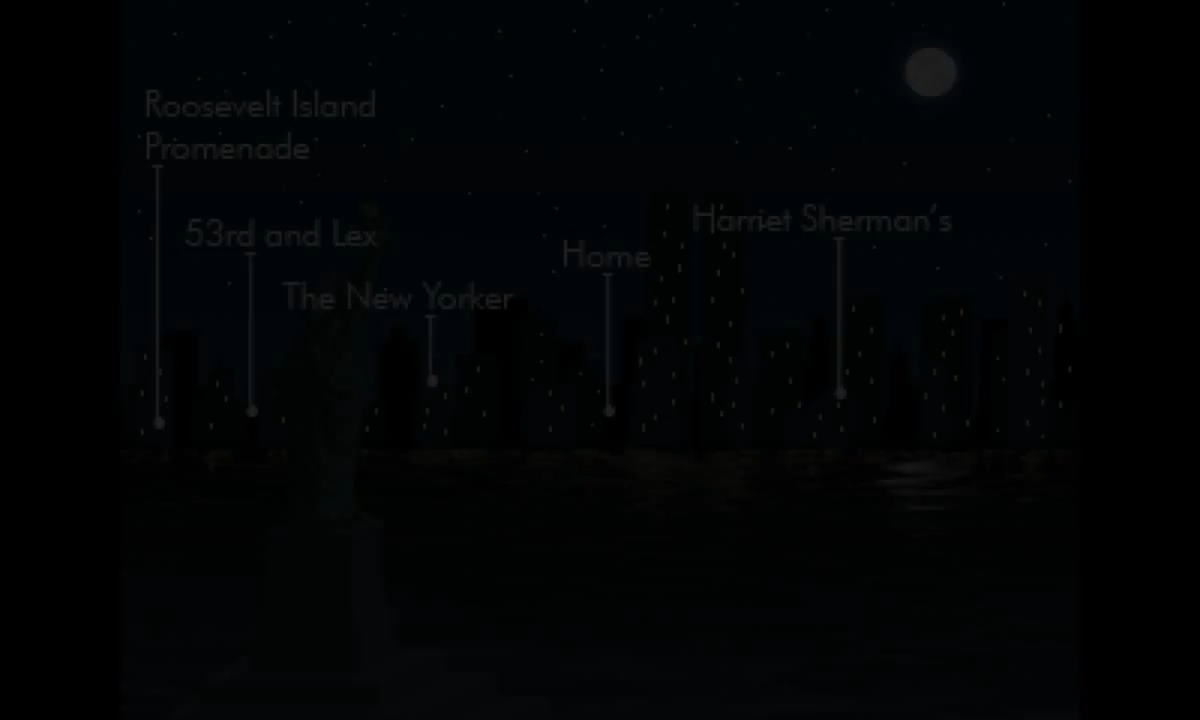 Roosevelt Island
Promenade
53rd and Lex
The New Yorker
Home
Harriet Sherman's